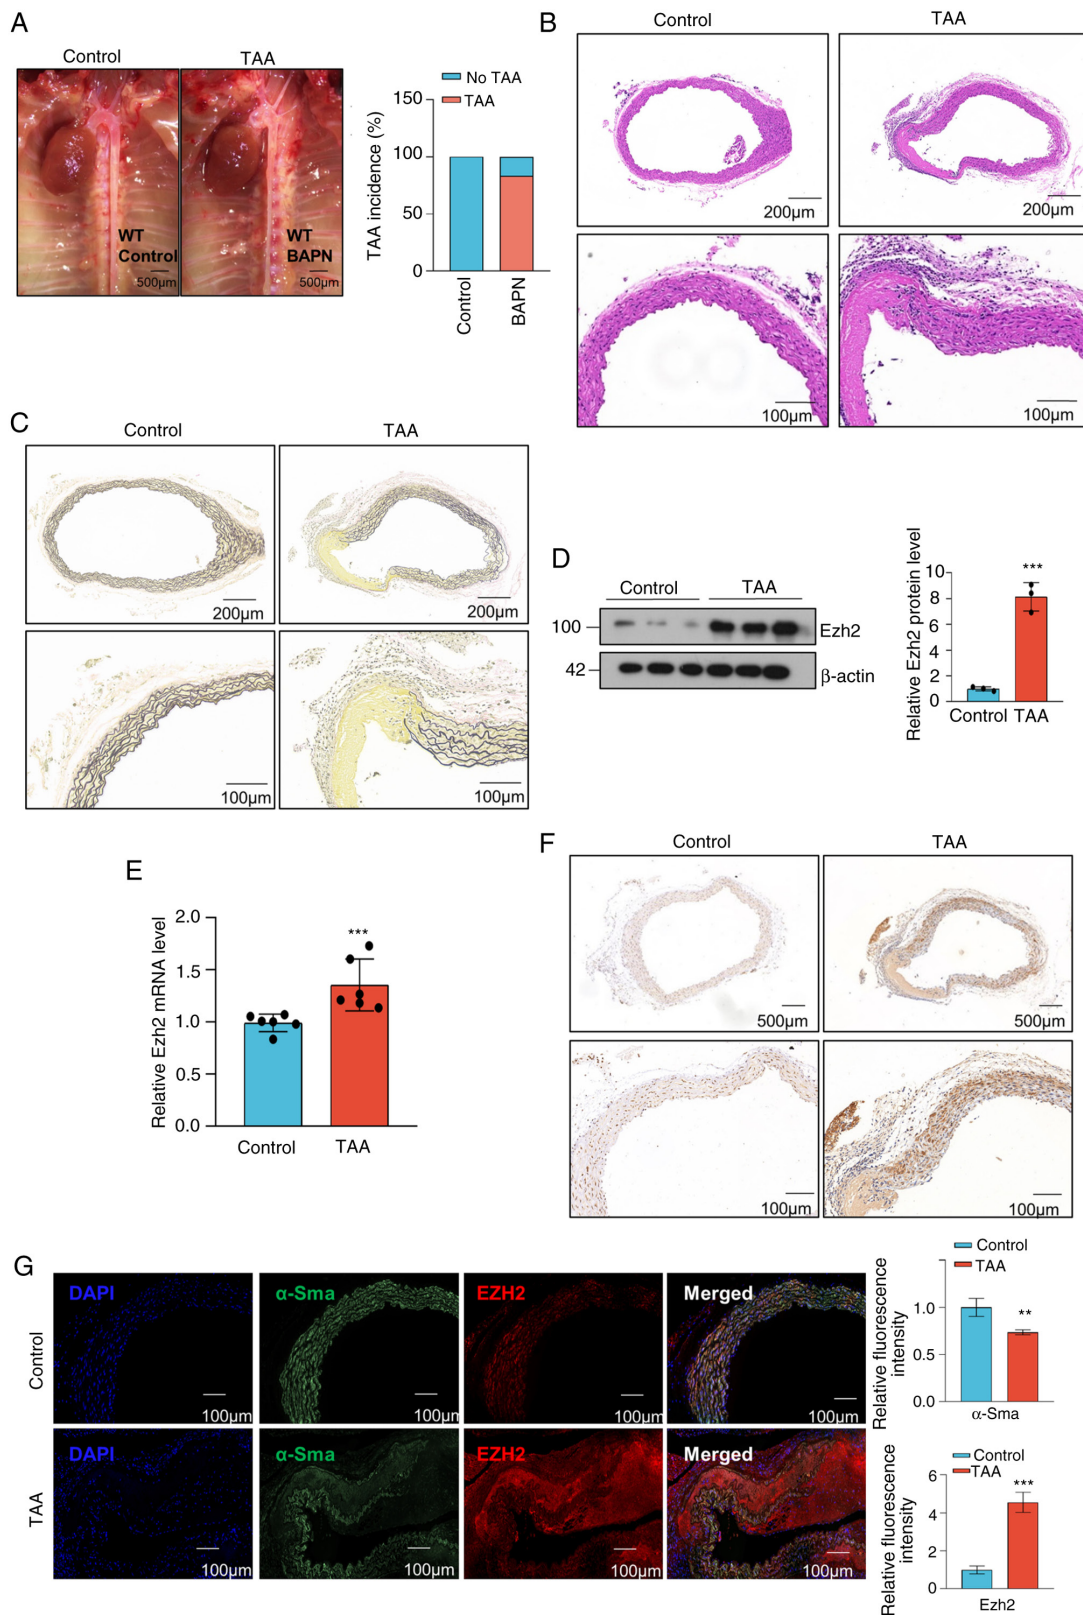 A
Control
TAA
WT
Control
500µm
WT
BAPN
500µm
No TAA
TAA
TAA incidence (%)
150
100
50
0
Control
BAPN
B
Control
TAA
200µm
200µm
100µm
100µm
C
Control
TAA
200µm
200µm
100µm
100µm
D
Control
TAA
100
Ezh2
42
β-actin
Relative Ezh2 protein level
10
8
6
4
2
0
***
Control
TAA
E
Relative Ezh2 mRNA level
2.0
1.5
1.0
0.5
0.0
***
Control
TAA
F
Control
TAA
500µm
500µm
100µm
100µm
G
Control
DAPI
100µm
α-Sma
100µm
EZH2
100µm
Merged
100µm
TAA
DAPI
100µm
α-Sma
100µm
EZH2
100µm
Merged
100µm
Control
TAA
Relative fluorescence
intensity
1.0
0.5
0.0
**
α-Sma
Control
TAA
Relative fluorescence
intensity
6
4
2
0
***
Ezh2